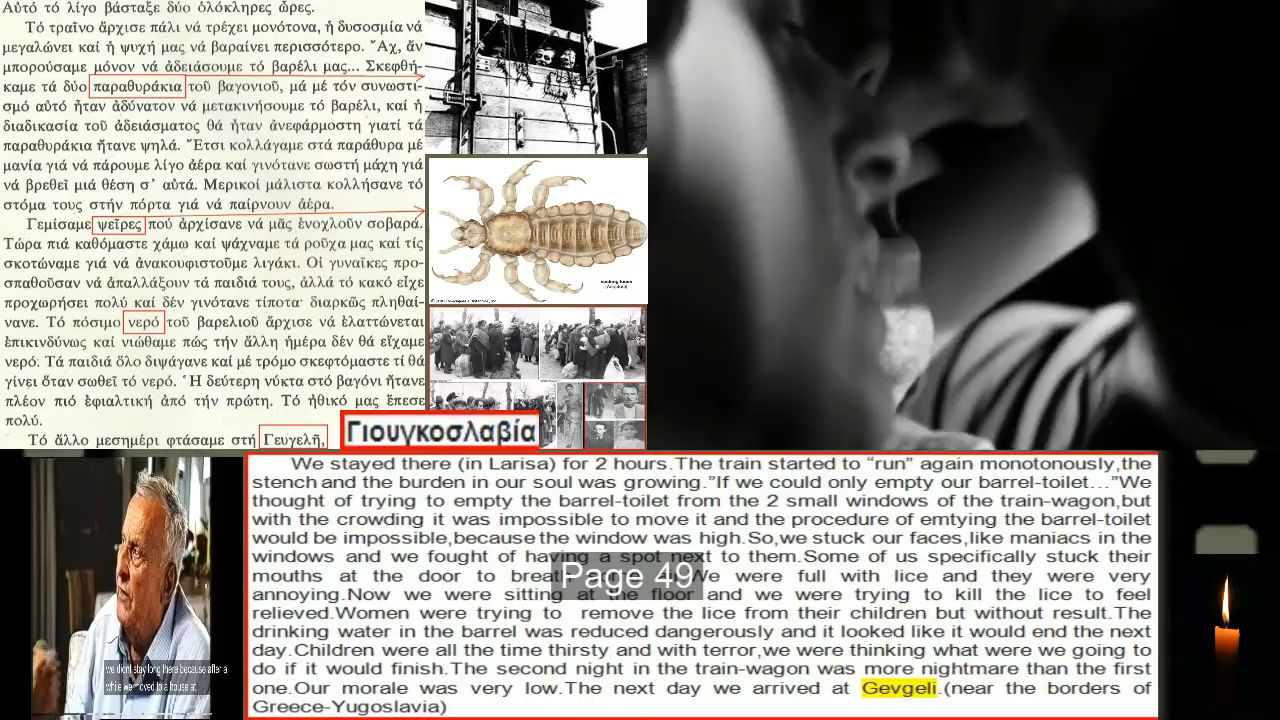 Αὐτό τό λίγο βάσταξε δύο ὁλόκληρες ὧρες.
Τό τραῖνο ἄρχισε πάλι νά τρέχει μονότονα, ἡ δυσοσμία νά
μεγαλώνει καί ἡ ψυχή μας νά βαραίνει περισσότερο. Ἄχ, ἄν
μπορούσαμε μόνον νά ἀδειάσουμε τό βαρέλι μας... Σκεφθή-
καμε τά δύο παραθυράκια τοῦ βαγονιοῦ, μά μέ τόν συνωστι-
σμό αὐτό ἦταν ἀδύνατον νά μετακινήσουμε τό βαρέλι, καί ἡ
διαδικασία τοῦ ἀδειάσματος θά ἦταν ἀνεφάρμοστη γιατί τά
παραθυράκια ἤτανε ψηλά. Ἔτσι κολλάγαμε στά παράθυρα μέ
μανία γιά νά πάρουμε λίγο ἀέρα καί γινότανε σωστή μάχη γιά
νά βρεθεῖ μιά θέση σ' αὐτά. Μερικοί μάλιστα κολλήσανε τό
στόμα τους στήν πόρτα γιά νά παίρνουν ἀέρα.
Γεμίσαμε ψεῖρες πού ἀρχίσανε νά μᾶς ἐνοχλοῦν σοβαρά.
Τώρα πιά καθόμαστε χάμω καί ψάχναμε τά ροῦχα μας καί τίς
σκοτώναμε γιά νά ἀνακουφιστοῦμε λιγάκι. Οἱ γυναῖκες προ-
σπαθοῦσαν νά ἀπαλλάξουν τά παιδιά τους, ἀλλά τό κακό εἶχε
προχωρήσει πολύ καί δέν γινότανε τίποτα· διαρκῶς πληθαί-
νανε. Τό πόσιμο νερό τοῦ βαρελιοῦ ἄρχισε νά ἐλαττώνεται
ἐπικινδύνως καί νιώθαμε πώς τήν ἄλλη ἡμέρα δέν θά εἴχαμε
νερό. Τά παιδιά ὅλο διψάγανε καί μέ τρόμο σκεφτόμαστε τί θά
γίνει ὅταν σωθεῖ τό νερό. Ἡ δεύτερη νύκτα στό βαγόνι ἤτανε
πλέον πιό ἐφιαλτική ἀπό τήν πρώτη. Τό ἠθικό μας ἔπεσε
πολύ.
Τό ἄλλο μεσημέρι φτάσαμε στή Γευγελῆ,
Γιουγκοσλαβία
sucking louse
we didnt stay long there because after a
while we moved to a house at
We stayed there (in Larisa) for 2 hours.The train started to “run” again monotonously,the
stench and the burden in our soul was growing.”If we could only empty our barrel-toilet...”We
thought of trying to empty the barrel-toilet from the 2 small windows of the train-wagon,but
with the crowding it was impossible to move it and the procedure of emtying the barrel-toilet
would be impossible,because the window was high.So,we stuck our faces,like maniacs in the
windows and we fought of having a spot next to them.Some of us specifically stuck their
mouths at the door to breath We were full with lice and they were very
annoying.Now we were sitting at the floor and we were trying to kill the lice to feel
relieved.Women were trying to remove the lice from their children but without result.The
drinking water in the barrel was reduced dangerously and it looked like it would end the next
day.Children were all the time thirsty and with terror,we were thinking what were we going to
do if it would finish.The second night in the train-wagon was more nightmare than the first
one.Our morale was very low.The next day we arrived at Gevgeli.(near the borders of
Greece-Yugoslavia)
Page 49